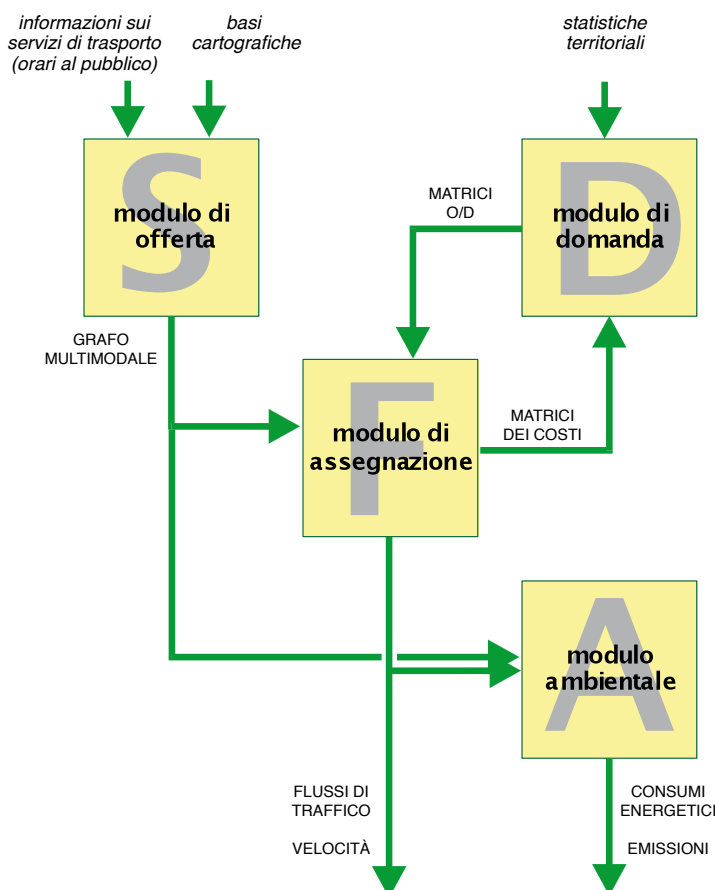 informazioni sui
servizi di trasporto
(orari al pubblico)
basi
cartografiche
statistiche
territoriali
S
modulo di
offerta
MATRICI
O/D
D
modulo di
domanda
GRAFO
MULTIMODALE
F
modulo di
assegnazione
MATRICI
DEI COSTI
A
modulo
ambientale
FLUSSI DI
TRAFFICO
VELOCITÀ
CONSUMI
ENERGETICI
EMISSIONI